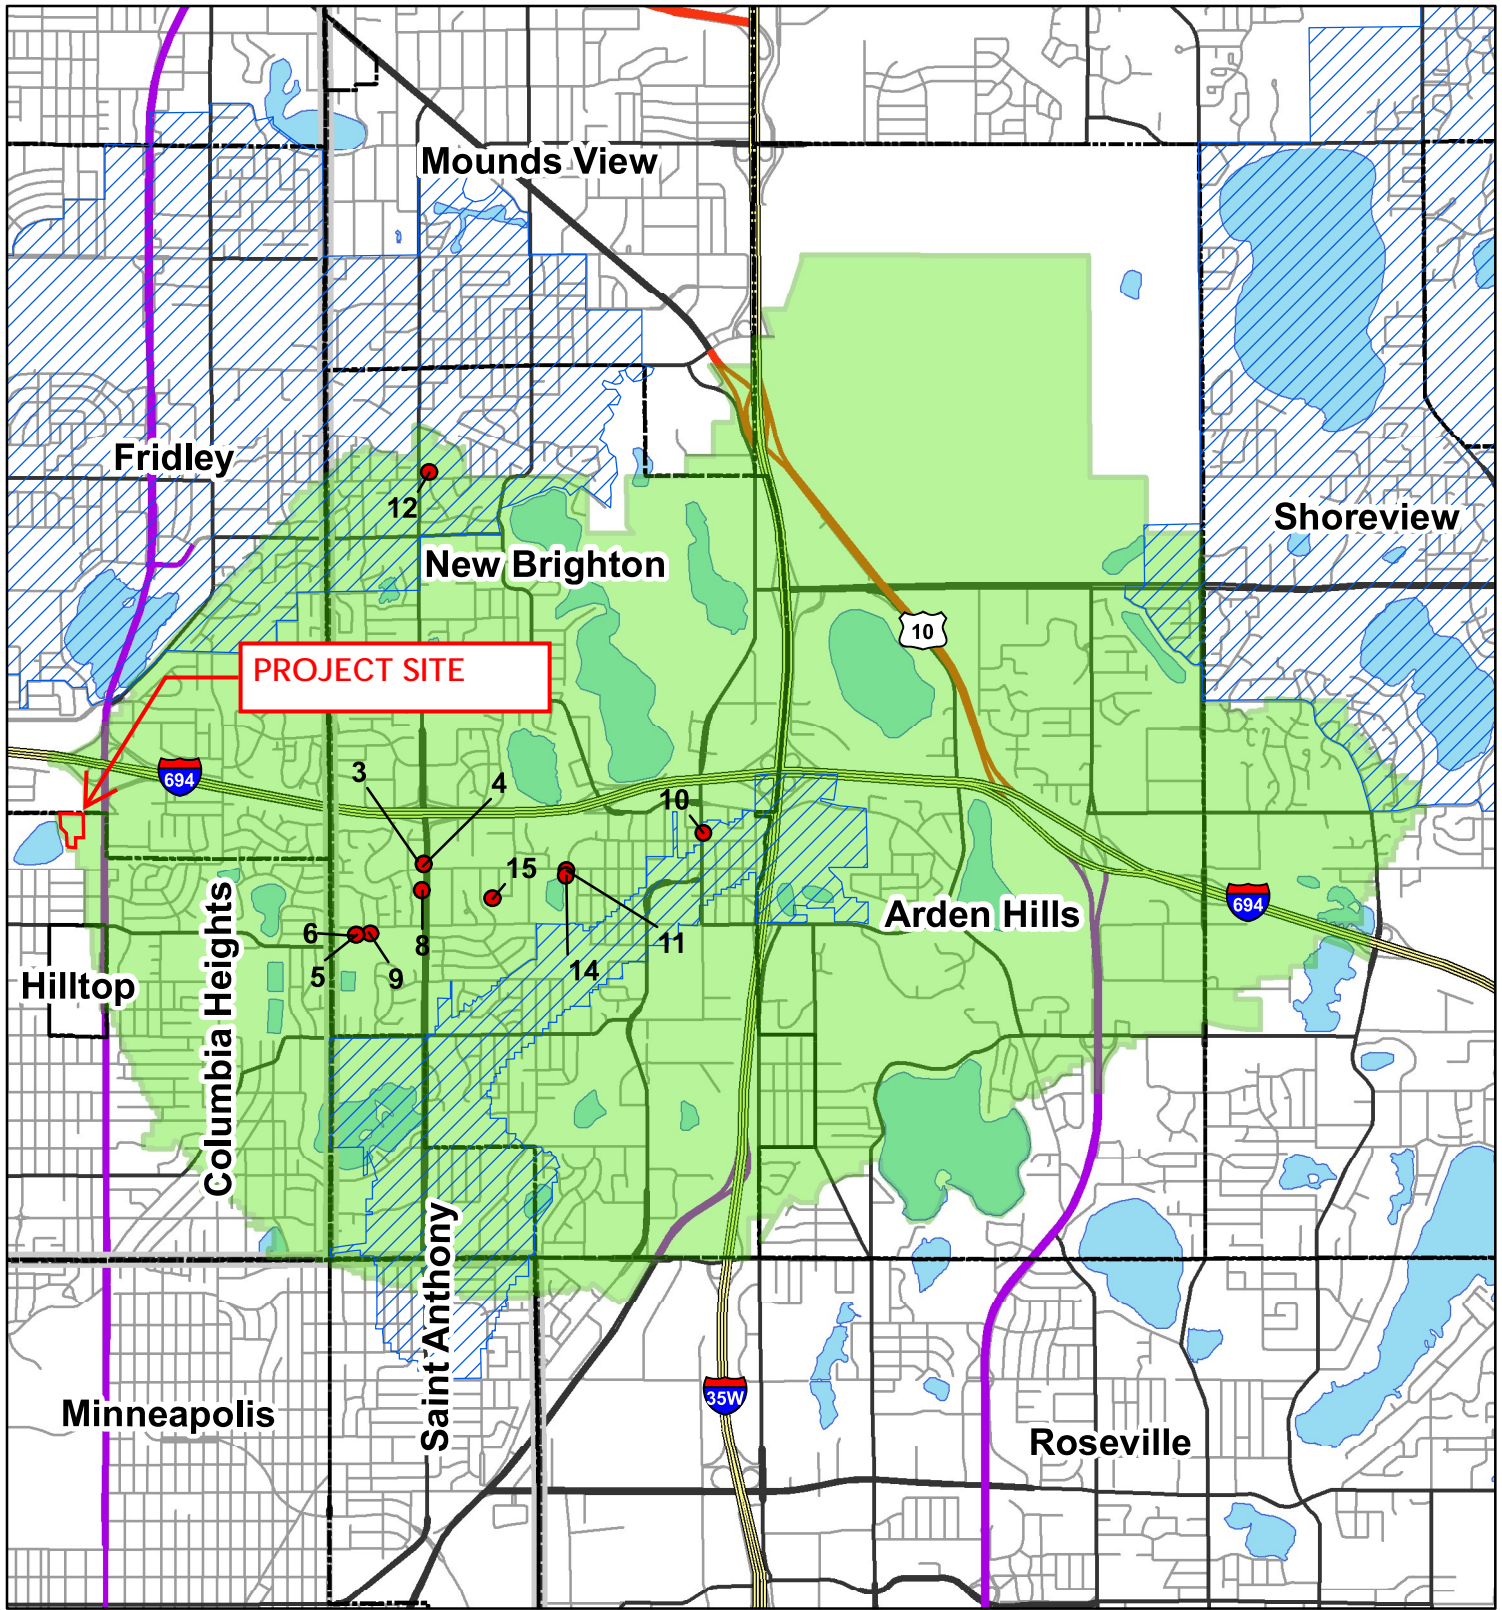 Mounds View
Fridley
12
Shoreview
New Brighton
10
PROJECT SITE
694
3
4
10
15
694
Arden Hills
6
8
11
5
9
14
Hilltop
Columbia Heights
Saint Anthony
35W
Minneapolis
Roseville